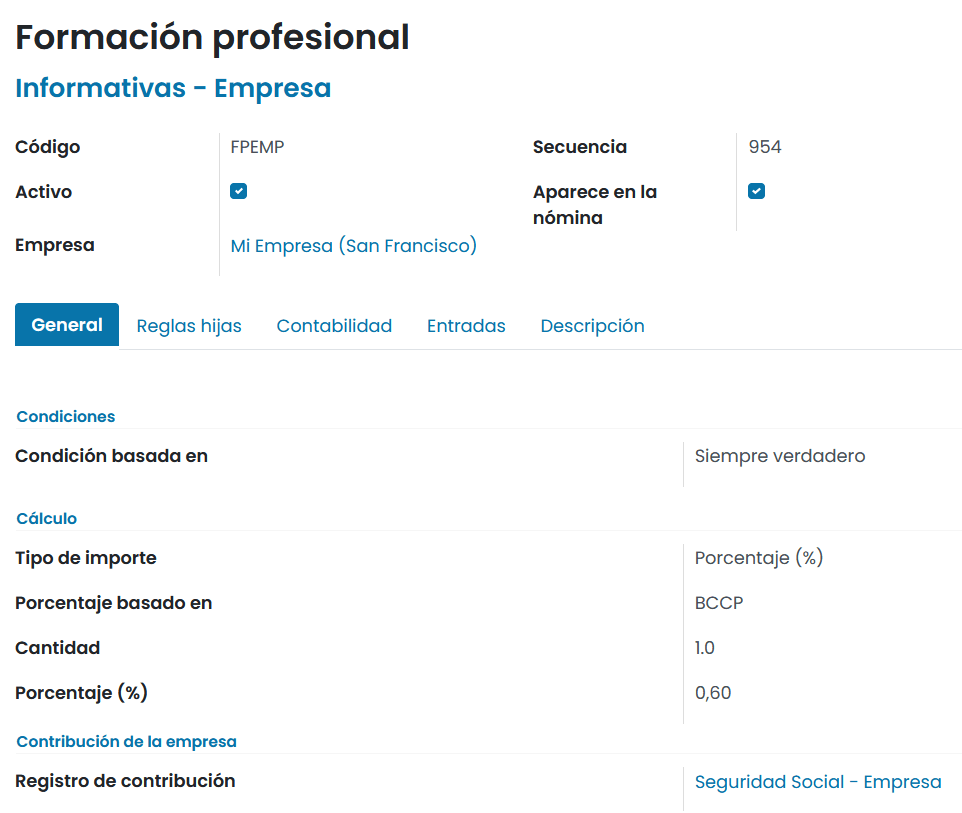 Formación profesional
Informativas - Empresa
Código FPEMP Secuencia 954
Activo Aparece en la
nómina
Empresa Mi Empresa (San Francisco)
General Reglas hijas Contabilidad Entradas Descripción
Condiciones
Condición basada en Siempre verdadero
Cálculo
Tipo de importe Porcentaje (%)
Porcentaje basado en BCCP
Cantidad 1.0
Porcentaje (%) 0,60
Contribución de la empresa
Registro de contribución Seguridad Social - Empresa